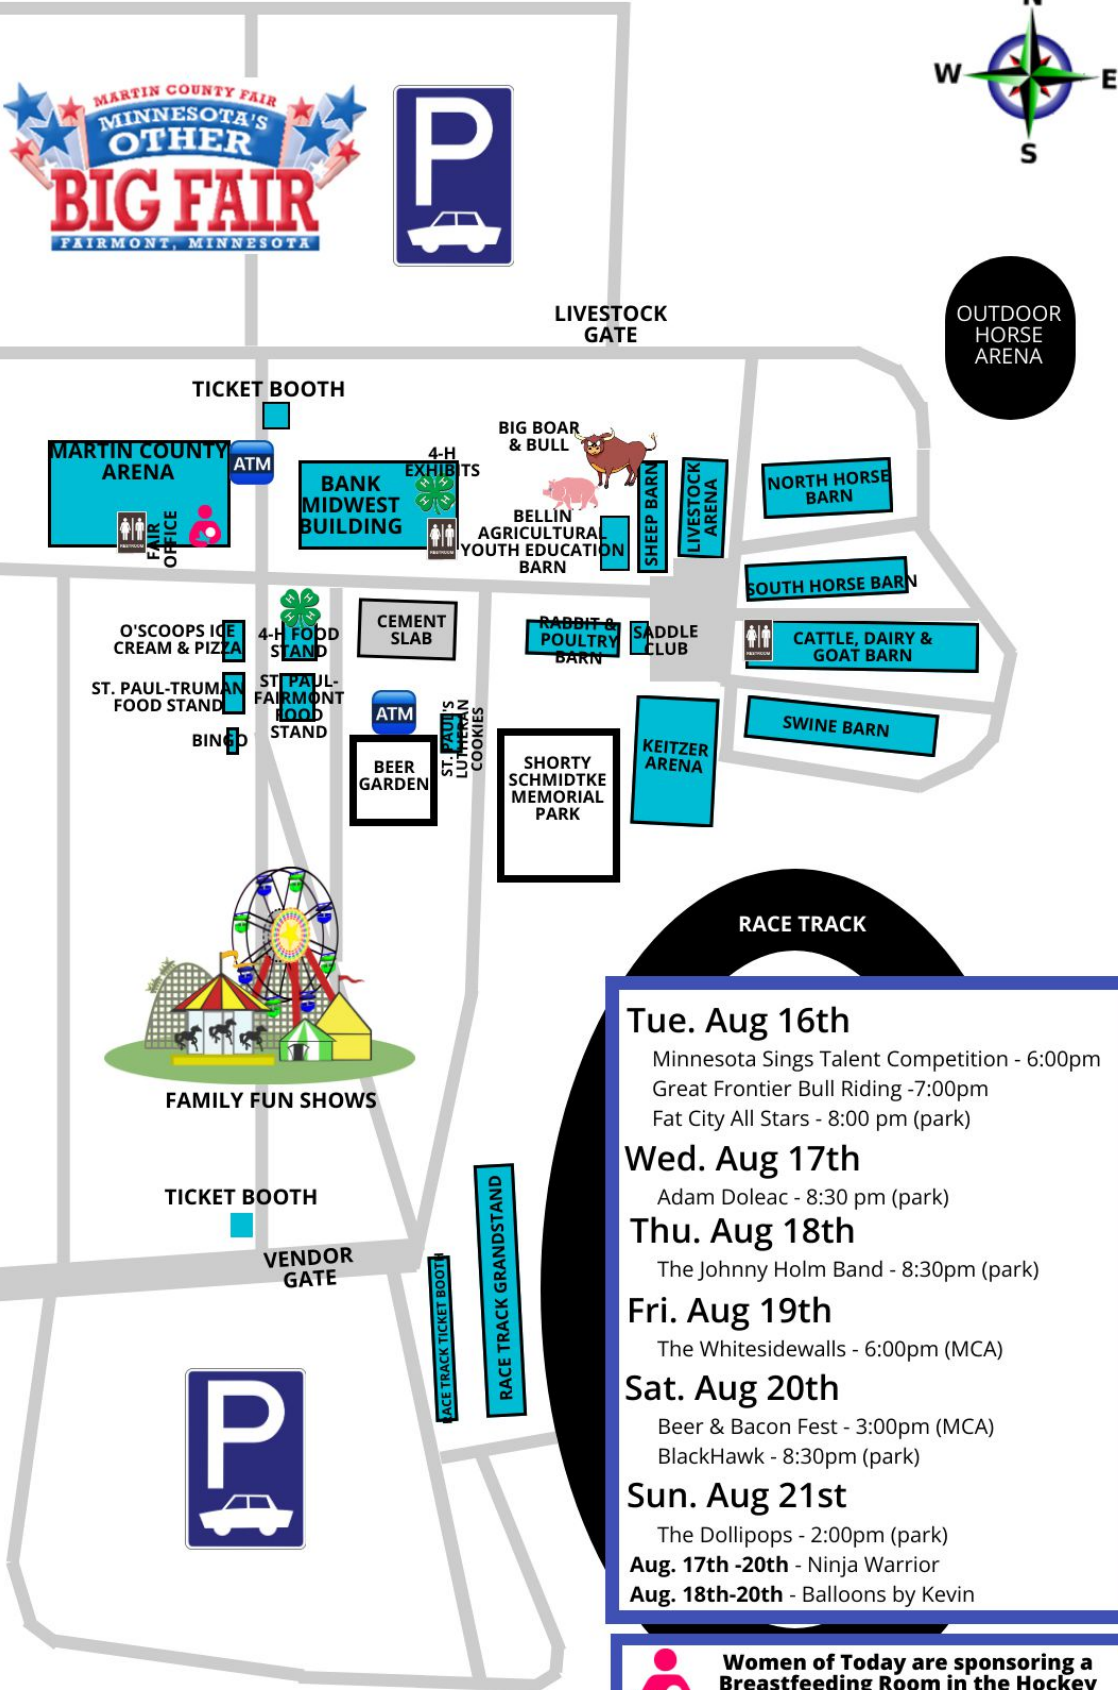 N
W
E
S
MARTIN COUNTY FAIR
MINNESOTA'S
OTHER
BIG FAIR
FAIRMONT, MINNESOTA
P
OUTDOOR
HORSE
ARENA
LIVESTOCK
GATE
TICKET BOOTH
MARTIN COUNTY
ARENA
ATM
RESTROOM
FAIR
OFFICE
BANK
MIDWEST
BUILDING
4-H
EXHIBITS
RESTROOM
BIG BOAR
& BULL
BELLIN
AGRICULTURAL
YOUTH EDUCATION
BARN
SHEEP BARN
LIVESTOCK
ARENA
NORTH HORSE
BARN
SOUTH HORSE BARN
RESTROOM
CATTLE, DAIRY &
GOAT BARN
SWINE BARN
O'SCOOPS ICE
CREAM & PIZZA
4-H FOOD
STAND
CEMENT
SLAB
RABBIT &
POULTRY
BARN
SADDLE
CLUB
ST. PAUL-TRUMAN
FOOD STAND
ST. PAUL-
FAIRMONT
FOOD
STAND
BINGO
ATM
BEER
GARDEN
ST. PAUL'S
LUTHERAN
COOKIES
SHORTY
SCHMIDTKE
MEMORIAL
PARK
KEITZER
ARENA
RACE TRACK
FAMILY FUN SHOWS
TICKET BOOTH
VENDOR
GATE
RACE TRACK TICKET BOOTH
RACE TRACK GRANDSTAND
P
Tue. Aug 16th
Minnesota Sings Talent Competition - 6:00pm
Great Frontier Bull Riding -7:00pm
Fat City All Stars - 8:00 pm (park)
Wed. Aug 17th
Adam Doleac - 8:30 pm (park)
Thu. Aug 18th
The Johnny Holm Band - 8:30pm (park)
Fri. Aug 19th
The Whitesidewalls - 6:00pm (MCA)
Sat. Aug 20th
Beer & Bacon Fest - 3:00pm (MCA)
BlackHawk - 8:30pm (park)
Sun. Aug 21st
The Dollipops - 2:00pm (park)
Aug. 17th -20th - Ninja Warrior
Aug. 18th-20th - Balloons by Kevin
Women of Today are sponsoring a
Breastfeeding Room in the Hockey